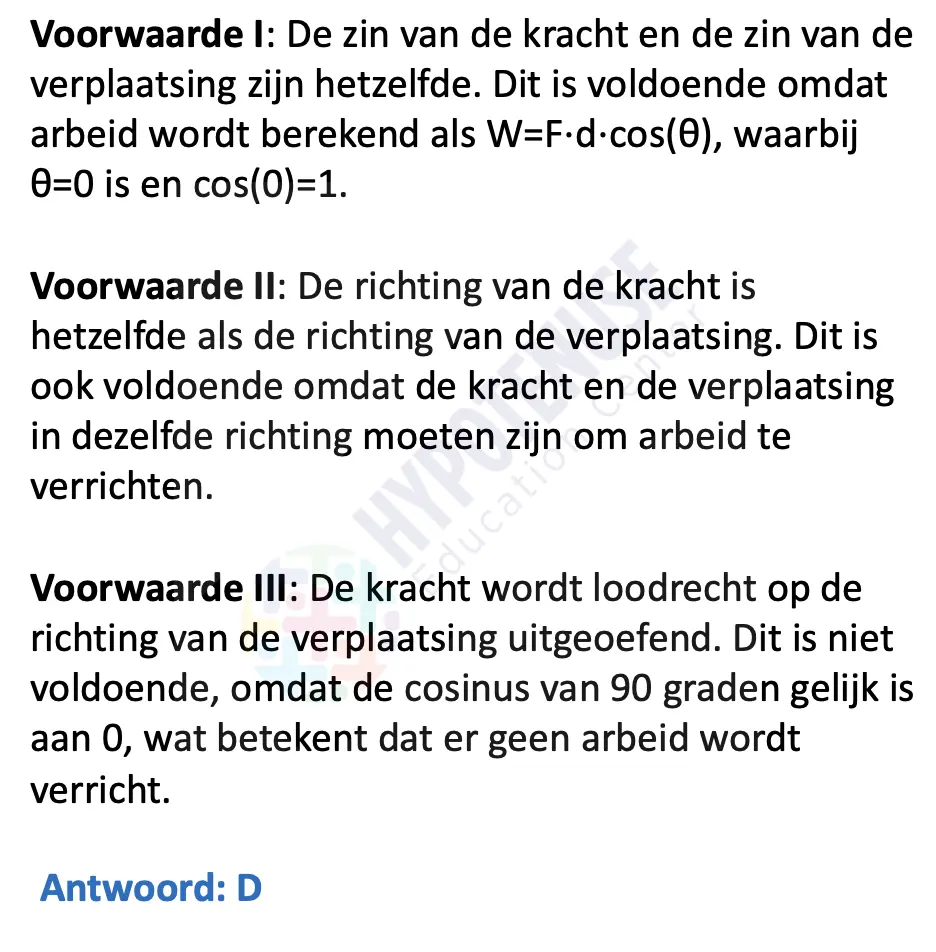 Voorwaarde I: De zin van de kracht en de zin van de
verplaatsing zijn hetzelfde. Dit is voldoende omdat
arbeid wordt berekend als W=F·d·cos(θ), waarbij
θ=0 is en cos(0)=1.
Voorwaarde II: De richting van de kracht is
hetzelfde als de richting van de verplaatsing. Dit is
ook voldoende omdat de kracht en de verplaatsing
in dezelfde richting moeten zijn om arbeid te
verrichten.
Voorwaarde III: De kracht wordt loodrecht op de
richting van de verplaatsing uitgeoefend. Dit is niet
voldoende, omdat de cosinus van 90 graden gelijk is
aan 0, wat betekent dat er geen arbeid wordt
verricht.
Antwoord: D
HYPOTENUSE
Education Center